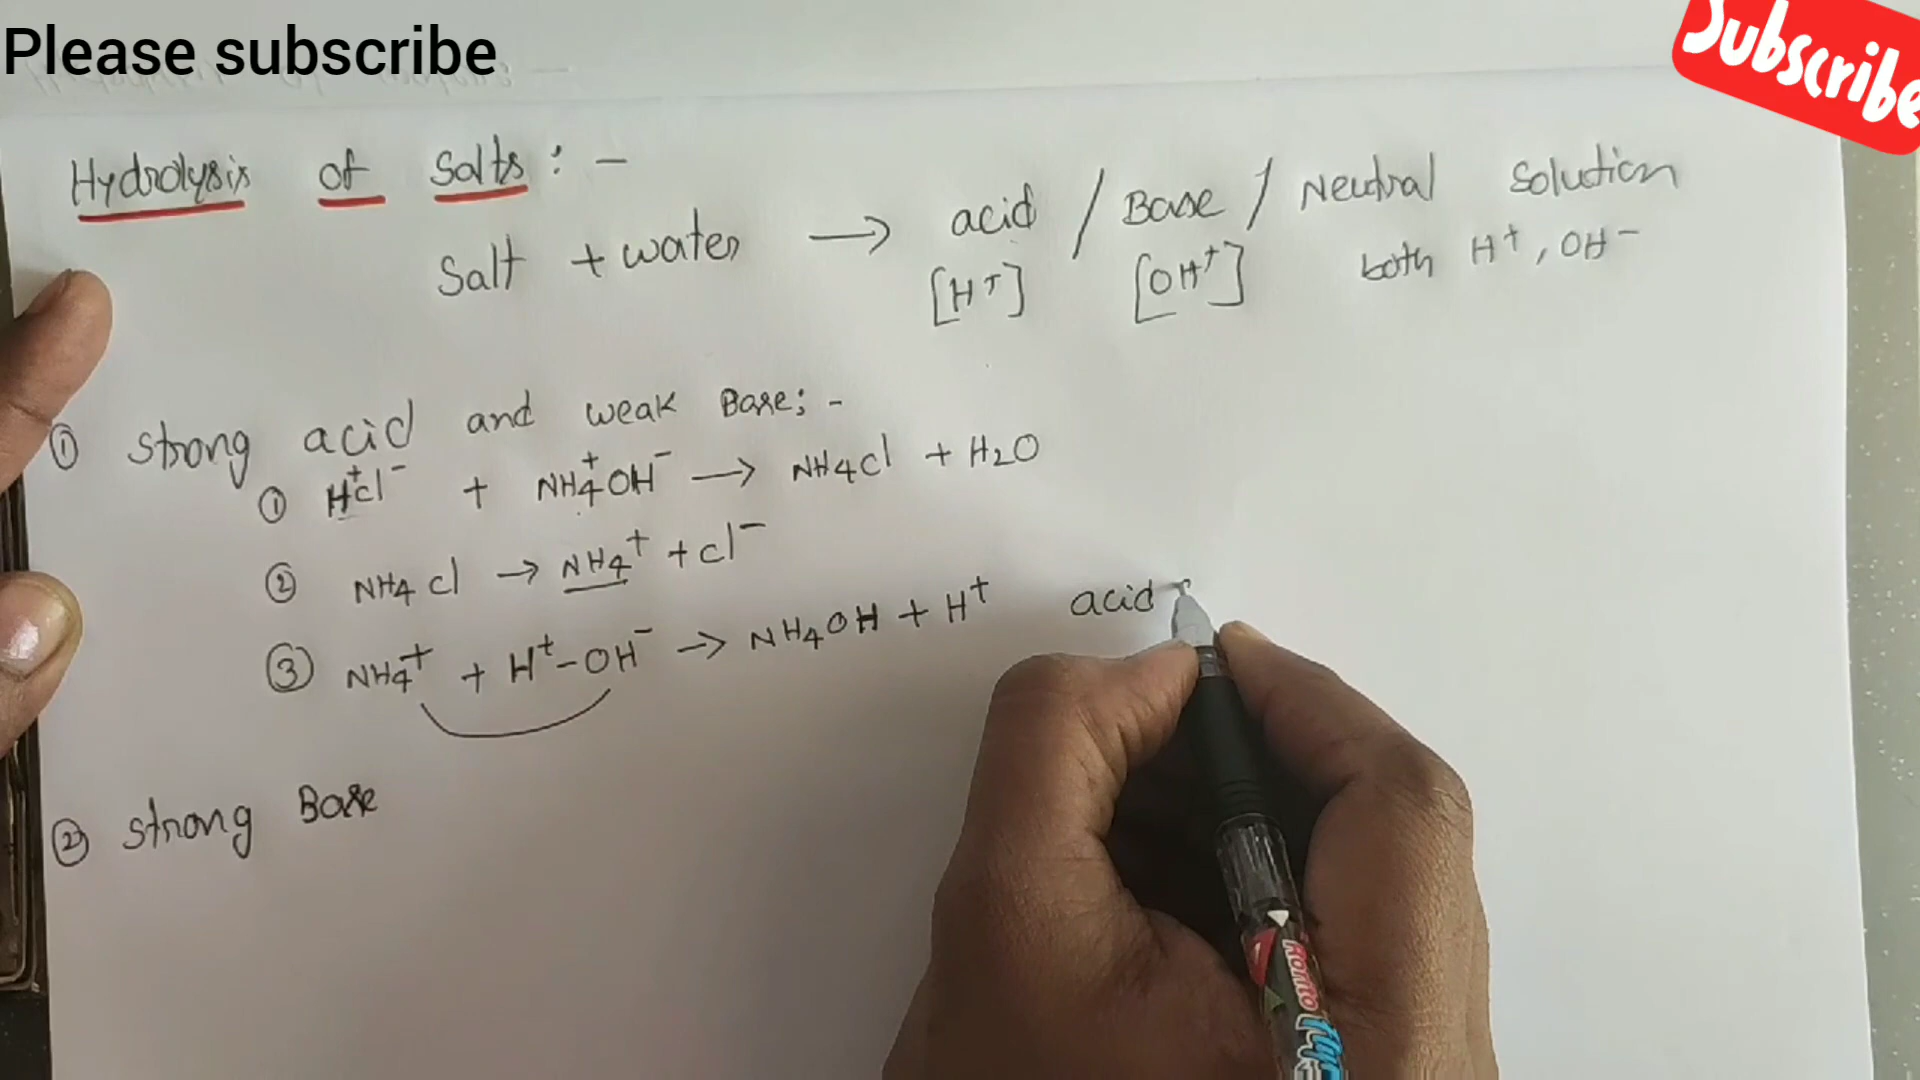 Please subscribe
Subscribe
Hydrolysis of Salts : -
Salt + water → acid / Base / Neutral Solution
[H+] [OH+] both H+, OH-
① strong acid and weak Base: -
① H+cl- + NH4+OH- → NH4cl + H2O
② NH4cl → NH4+ + cl-
③ NH4+ + H+-OH- → NH4OH + H+ acid
② strong Base